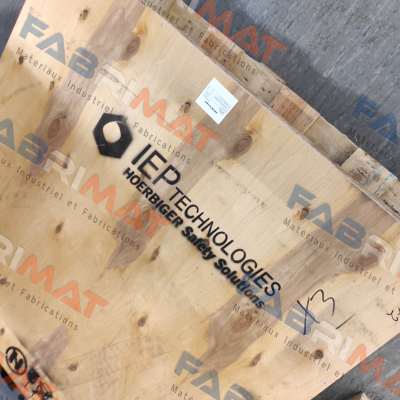 IEP TECHNOLOGIES
HOERBIGER Safety Solutions
FABRIMAT
Matériaux Industriel et Fabrications
FABRIMAT
Matériaux Industriel et Fabrications
FABRIMAT
Matériaux Industriel et Fabrications
FABRIMAT
Matériaux Industriel et Fabrications